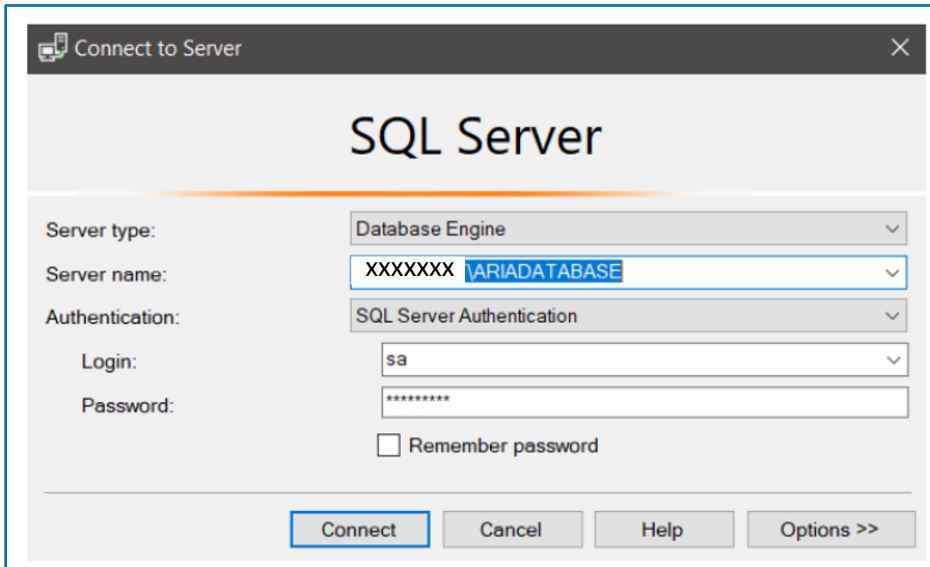 Connect to Server
SQL Server
Server type: Database Engine
Server name: XXXXXXX \ARIADATABASE
Authentication: SQL Server Authentication
Login: sa
Password: *********
Remember password
Connect Cancel Help Options >>